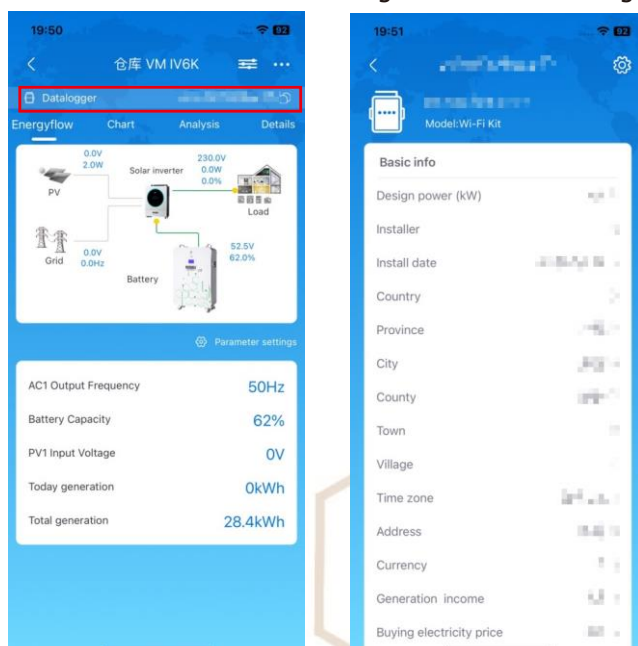 19:50
92
仓库 VM IV6K
Datalogger
Energyflow Chart Analysis Details
0.0V
2.0W
PV
Solar inverter
230.0V
0.0W
0.0%
Load
Grid
0.0V
0.0Hz
Battery
52.5V
62.0%
Parameter settings
AC1 Output Frequency 50Hz
Battery Capacity 62%
PV1 Input Voltage 0V
Today generation 0kWh
Total generation 28.4kWh
19:51
92
Model:Wi-Fi Kit
Basic info
Design power (kW)
Installer
Install date
Country
Province
City
County
Town
Village
Time zone
Address
Currency
Generation income
Buying electricity price